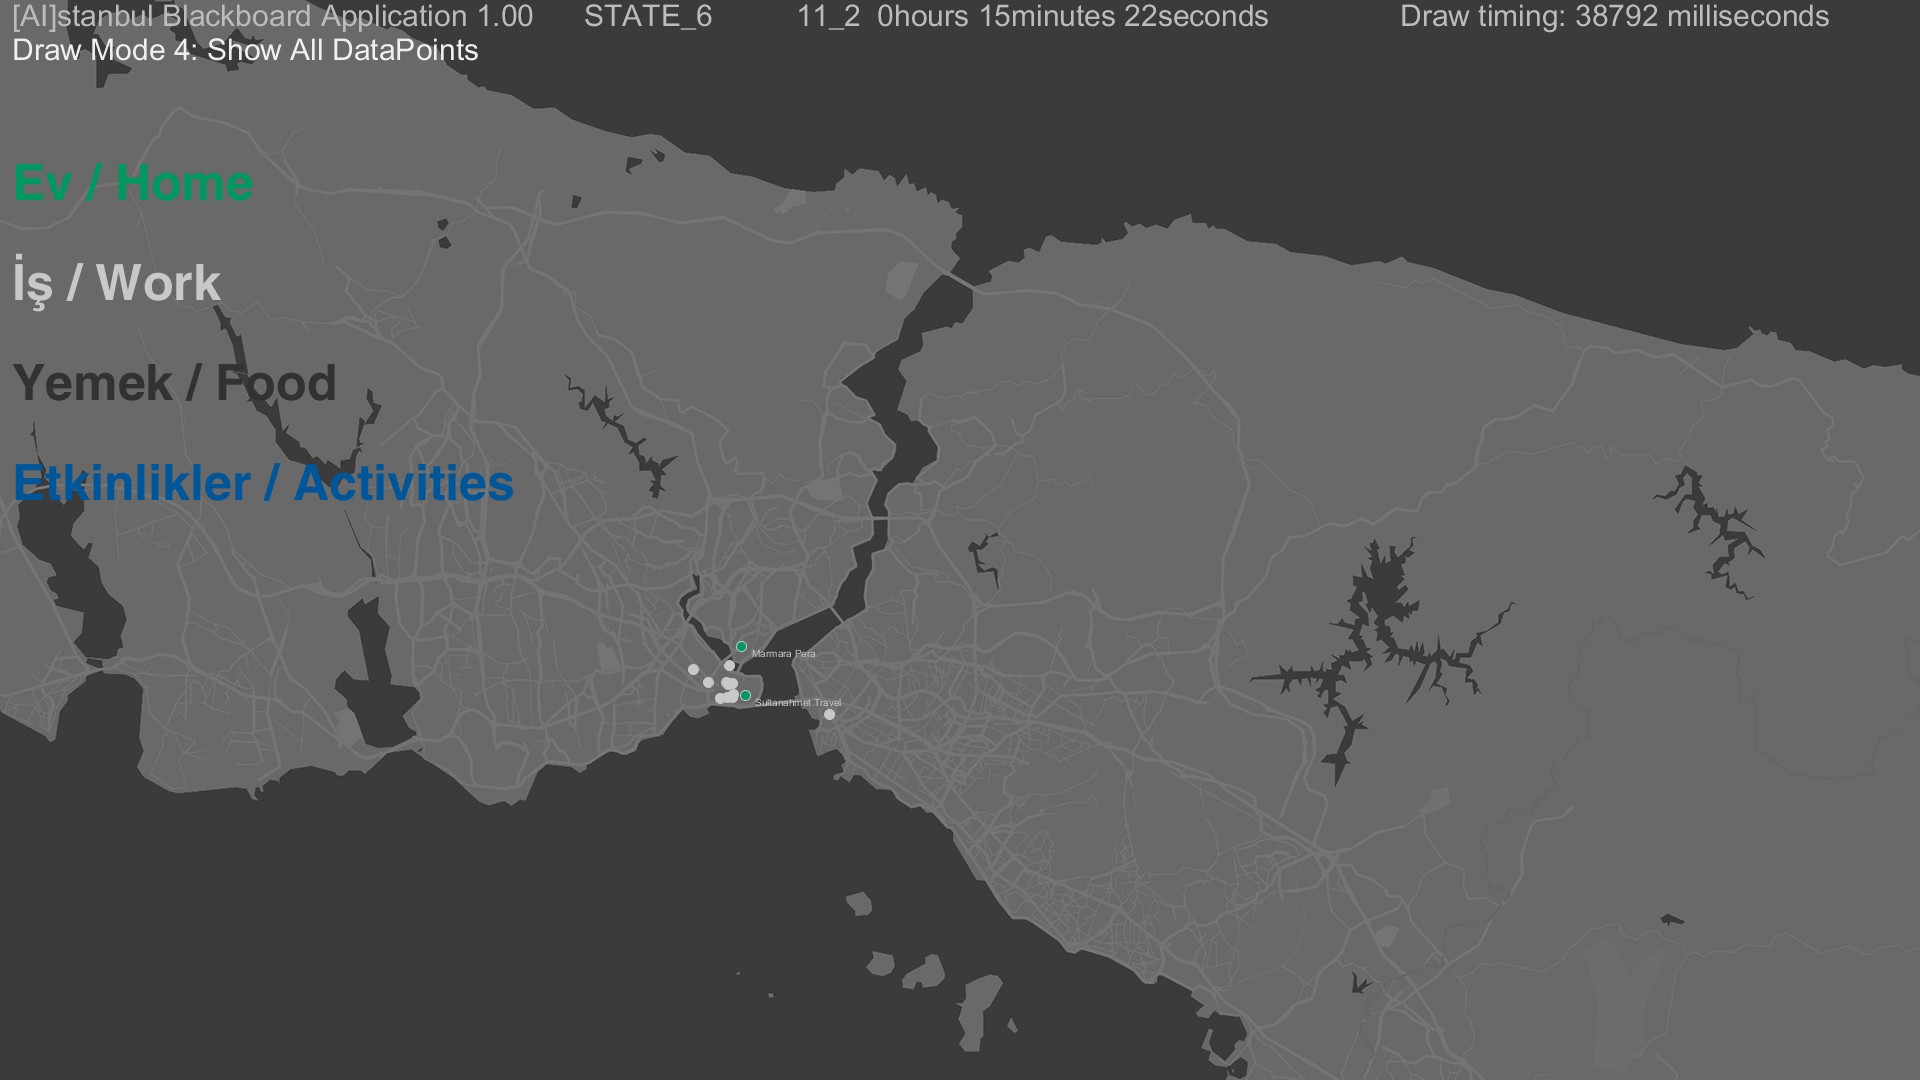 [AI]stanbul Blackboard Application 1.00 STATE_6 11_2 0hours 15minutes 22seconds Draw timing: 38792 milliseconds
Draw Mode 4: Show All DataPoints
Ev / Home
İş / Work
Yemek / Food
Etkinlikler / Activities
Marmara Pera
Sultanahmet Travel